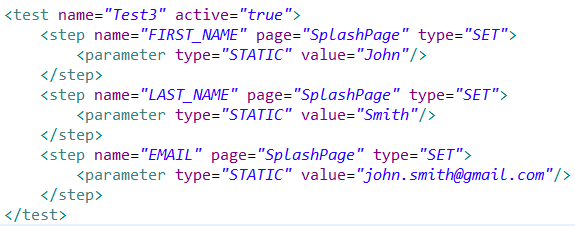 <test name="Test3" active="true">
    <step name="FIRST_NAME" page="SplashPage" type="SET">
        <parameter type="STATIC" value="John"/>
    </step>
    <step name="LAST_NAME" page="SplashPage" type="SET">
        <parameter type="STATIC" value="Smith"/>
    </step>
    <step name="EMAIL" page="SplashPage" type="SET">
        <parameter type="STATIC" value="john.smith@gmail.com"/>
    </step>
</test>